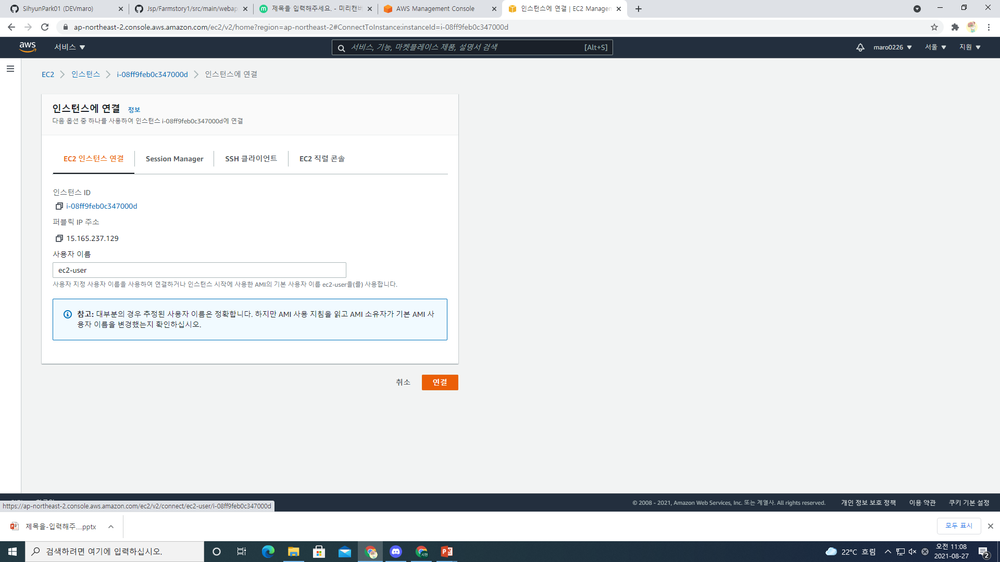 SihyunPark01 (DEVmaro)
Jsp/Farmstory1/src/main/webap
제목을 입력해주세요. - 미리캔버
AWS Management Console
인스턴스에 연결 | EC2 Managem
ap-northeast-2.console.aws.amazon.com/ec2/v2/home?region=ap-northeast-2#ConnectToInstance:instanceId=i-08ff9feb0c347000d
aws
서비스
서비스, 기능, 마켓플레이스 제품, 설명서 검색
[Alt+S]
maro0226
서울
지원
EC2
인스턴스
i-08ff9feb0c347000d
인스턴스에 연결
인스턴스에 연결 정보
다음 옵션 중 하나를 사용하여 인스턴스 i-08ff9feb0c347000d에 연결
EC2 인스턴스 연결
Session Manager
SSH 클라이언트
EC2 직렬 콘솔
인스턴스 ID
i-08ff9feb0c347000d
퍼블릭 IP 주소
15.165.237.129
사용자 이름
ec2-user
사용자 지정 사용자 이름을 사용하여 연결하거나 인스턴스 시작에 사용한 AMI의 기본 사용자 이름 ec2-user을(를) 사용합니다.
참고: 대부분의 경우 추정된 사용자 이름은 정확합니다. 하지만 AMI 사용 지침을 읽고 AMI 소유자가 기본 AMI 사
용자 이름을 변경했는지 확인하십시오.
취소
연결
© 2008 - 2021, Amazon Web Services, Inc. 또는 계열사. All rights reserved.
개인 정보 보호 정책
이용 약관
쿠키 기본 설정
https://ap-northeast-2.console.aws.amazon.com/ec2/v2/connect/ec2-user/i-08ff9feb0c347000d
제목을-입력해주....pptx
모두 표시
검색하려면 여기에 입력하십시오.
22°C 흐림
오전 11:08
2021-08-27
2